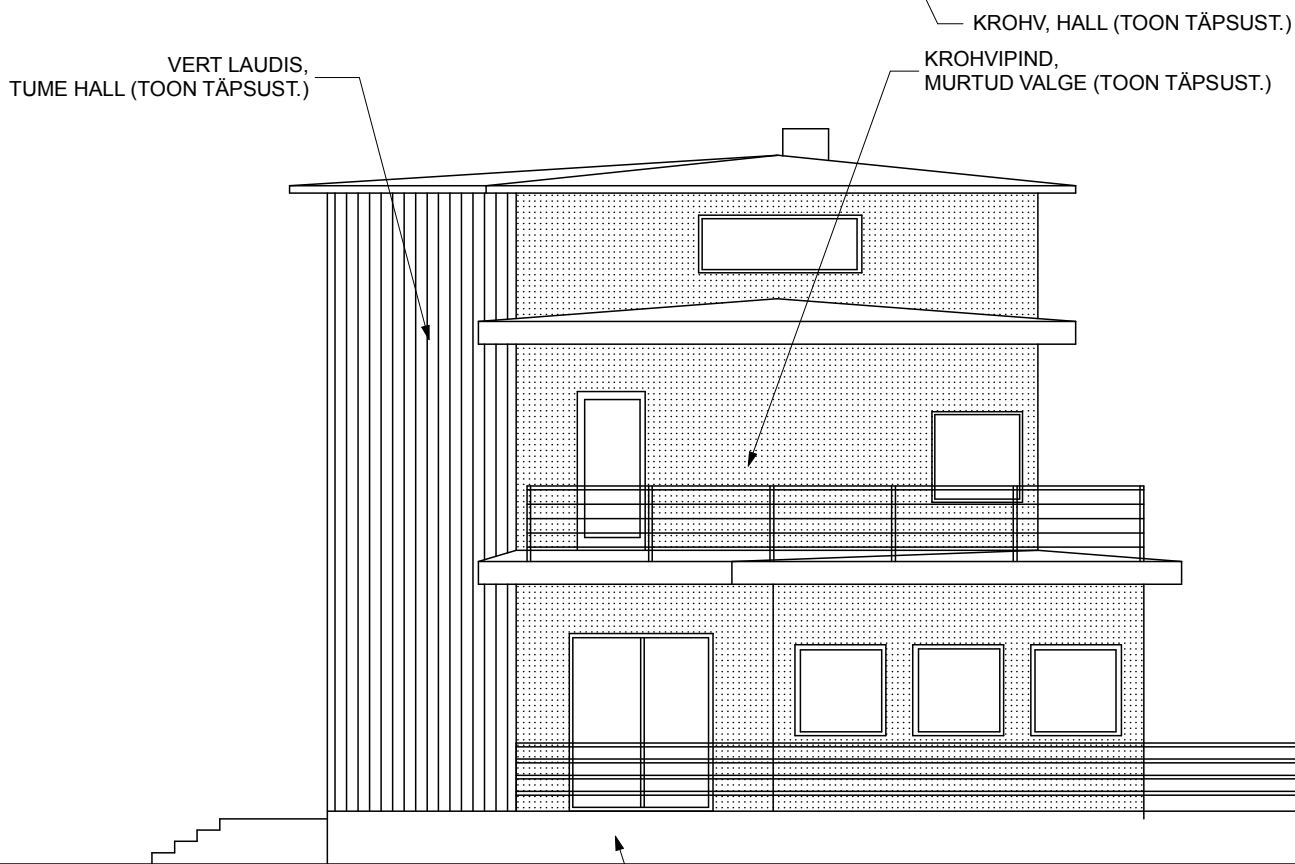 KROHV, HALL (TOON TÄPSUST.)
VERT LAUDIS,
TUME HALL (TOON TÄPSUST.)
KROHVIPIND,
MURTUD VALGE (TOON TÄPSUST.)